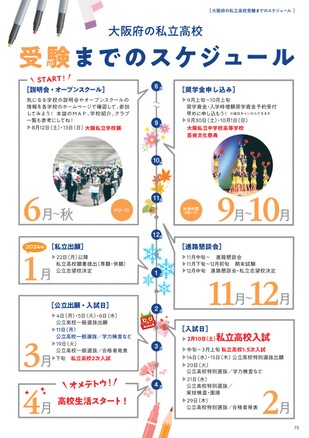 [大阪府の私立高校受験までのスケジュール]
大阪府の私立高校
受験までのスケジュール
START!
[説明会・オープンスクール]
気になる学校の説明会やオープンスクールの
情報を各学校のホームページで確認して、参加
してみよう! 本誌のMAP、学校紹介、クラブ
一覧も参考にしてね!
▶8月12日(土)・13日(日) 大阪私立学校展
6月〜秋
[奨学金申し込み]
▶9月上旬〜10月上旬
奨学金・入学時増額奨学資金予約受付
早めに申し込もう!
▶9月30日(土)・10月1日(日)
大阪私立中学校高等学校
芸術文化祭典
9月・10月
6
9
10
11
12
1
2
3
4
2024年
[私立出願]
1月
▶22日(月)以降
私立高校願書提出(専願・併願)
公立志望校決定
[進路懇談会]
▶11月中旬〜 進路懇談会
▶11月下旬〜12月初旬 期末試験
▶12月中旬 進路懇談会・私立志望校決定
11月・12月
[公立出願・入試日]
▶4日(月)・5日(火)・6日(水)
公立高校一般選抜出願
▶11日(月)
公立高校一般選抜/学力検査など
▶19日(火)
公立高校一般選抜/合格者発表
▶下旬 私立高校2次入試
3月
[入試日]
▶2月10日(土)私立高校入試
▶中旬〜3月上旬 私立高校1.5次入試
▶14日(水)・15日(木) 公立高校特別選抜出願
▶20日(火)
公立高校特別選抜/学力検査など
▶21日(水)
公立高校特別選抜/
実技検査・面接
▶29日(木)
公立高校特別選抜/合格者発表
2月
オメデトウ!
4月
高校生活スタート!
73